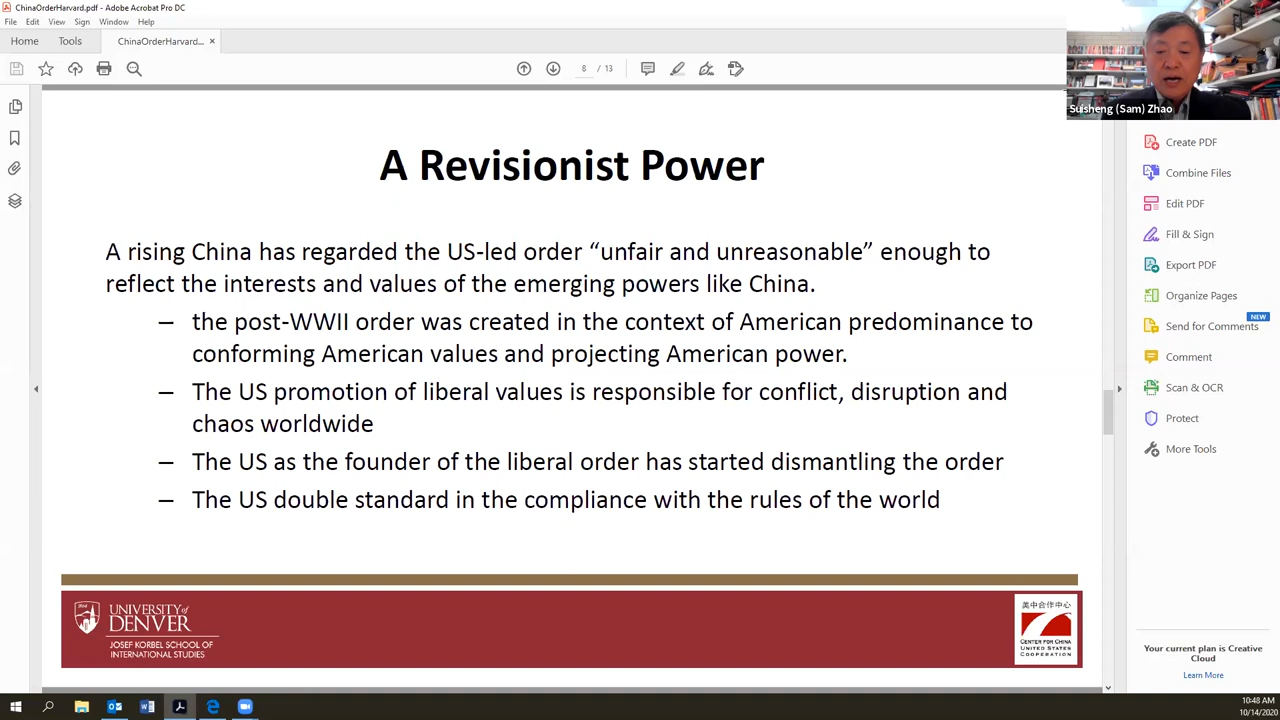 ChinaOrderHarvard.pdf - Adobe Acrobat Pro DC
File Edit View Sign Window Help
Home Tools ChinaOrderHarvard... ×
8 / 13
Suisheng (Sam) Zhao
A Revisionist Power
A rising China has regarded the US-led order “unfair and unreasonable” enough to
reflect the interests and values of the emerging powers like China.
– the post-WWII order was created in the context of American predominance to
conforming American values and projecting American power.
– The US promotion of liberal values is responsible for conflict, disruption and
chaos worldwide
– The US as the founder of the liberal order has started dismantling the order
– The US double standard in the compliance with the rules of the world
UNIVERSITY of
DENVER
JOSEF KORBEL SCHOOL OF
INTERNATIONAL STUDIES
美中合作中心
CENTER FOR CHINA
UNITED STATES
COOPERATION
Create PDF
Combine Files
Edit PDF
Fill & Sign
Export PDF
Organize Pages
NEW
Send for Comments
Comment
Scan & OCR
Protect
More Tools
Your current plan is Creative
Cloud
Learn More
10:48 AM
10/14/2020